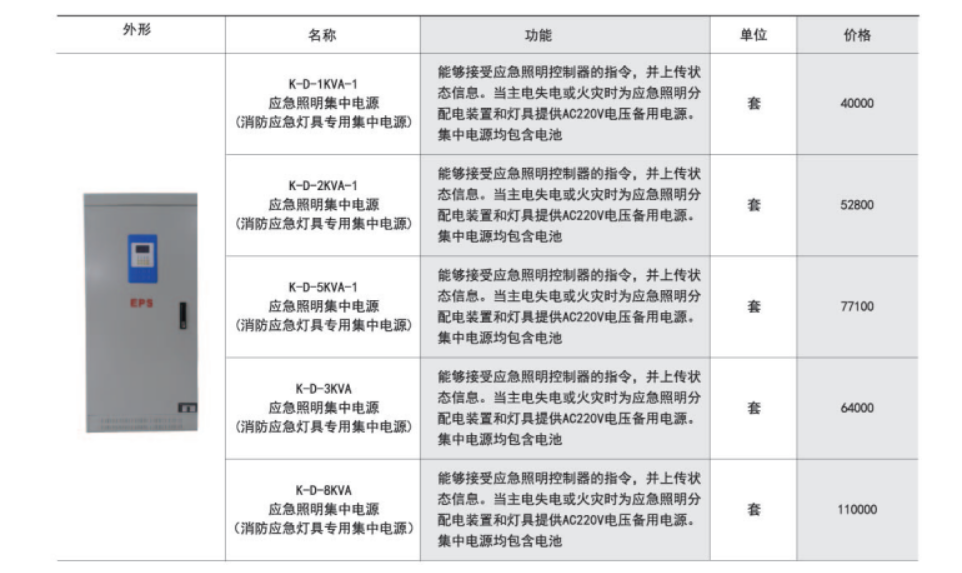 外形 名称 功能 单位 价格
K-D-1KVA-1
应急照明集中电源
(消防应急灯具专用集中电源)
能够接受应急照明控制器的指令，并上传状
态信息。当主电失电或火灾时为应急照明分
配电装置和灯具提供AC220V电压备用电源。
集中电源均包含电池
套
40000
K-D-2KVA-1
应急照明集中电源
(消防应急灯具专用集中电源)
能够接受应急照明控制器的指令，并上传状
态信息。当主电失电或火灾时为应急照明分
配电装置和灯具提供AC220V电压备用电源。
集中电源均包含电池
套
52800
EPS
K-D-5KVA-1
应急照明集中电源
(消防应急灯具专用集中电源)
能够接受应急照明控制器的指令，并上传状
态信息。当主电失电或火灾时为应急照明分
配电装置和灯具提供AC220V电压备用电源。
集中电源均包含电池
套
77100
K-D-3KVA
应急照明集中电源
(消防应急灯具专用集中电源)
能够接受应急照明控制器的指令，并上传状
态信息。当主电失电或火灾时为应急照明分
配电装置和灯具提供AC220V电压备用电源。
集中电源均包含电池
套
64000
K-D-8KVA
应急照明集中电源
(消防应急灯具专用集中电源)
能够接受应急照明控制器的指令，并上传状
态信息。当主电失电或火灾时为应急照明分
配电装置和灯具提供AC220V电压备用电源。
集中电源均包含电池
套
110000